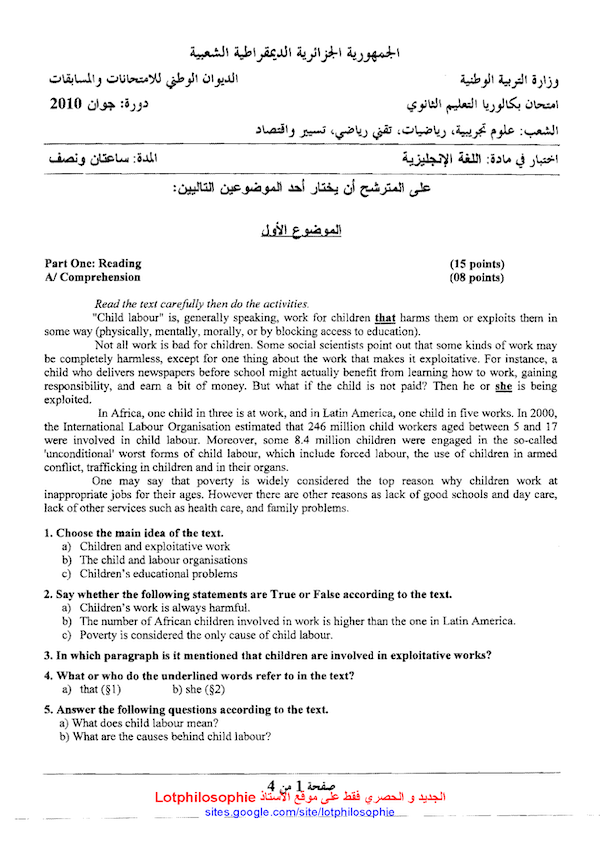 الجمهورية الجزائرية الديمقراطية الشعبية
وزارة التربية الوطنية الديوان الوطني للامتحانات والمسابقات
امتحان بكالوريا التعليم الثانوي دورة: جوان 2010
الشعب: علوم تجريبية، رياضيات، تقني رياضي، تسيير واقتصاد
اختبار في مادة: اللغة الإنجليزية المدة: ساعتان ونصف
على المترشح أن يختار أحد الموضوعين التاليين:
الموضوع الأول
Part One: Reading (15 points)
A/ Comprehension (08 points)
Read the text carefully then do the activities.
"Child labour" is, generally speaking, work for children that harms them or exploits them in
some way (physically, mentally, morally, or by blocking access to education).
Not all work is bad for children. Some social scientists point out that some kinds of work may
be completely harmless, except for one thing about the work that makes it exploitative. For instance, a
child who delivers newspapers before school might actually benefit from learning how to work, gaining
responsibility, and earn a bit of money. But what if the child is not paid? Then he or she is being
exploited.
In Africa, one child in three is at work, and in Latin America, one child in five works. In 2000,
the International Labour Organisation estimated that 246 million child workers aged between 5 and 17
were involved in child labour. Moreover, some 8.4 million children were engaged in the so-called
'unconditional' worst forms of child labour, which include forced labour, the use of children in armed
conflict, trafficking in children and in their organs.
One may say that poverty is widely considered the top reason why children work at
inappropriate jobs for their ages. However there are other reasons as lack of good schools and day care,
lack of other services such as health care, and family problems.
1. Choose the main idea of the text.
a) Children and exploitative work
b) The child and labour organisations
c) Children's educational problems
2. Say whether the following statements are True or False according to the text.
a) Children's work is always harmful.
b) The number of African children involved in work is higher than the one in Latin America.
c) Poverty is considered the only cause of child labour.
3. In which paragraph is it mentioned that children are involved in exploitative works?
4. What or who do the underlined words refer to in the text?
a) that (§1) b) she (§2)
5. Answer the following questions according to the text.
a) What does child labour mean?
b) What are the causes behind child labour?
صفحة 1 من 4
الجديد و الحصري فقط على موقع الأستاذ Lotphilosophie
sites.google.com/site/lotphilosophie